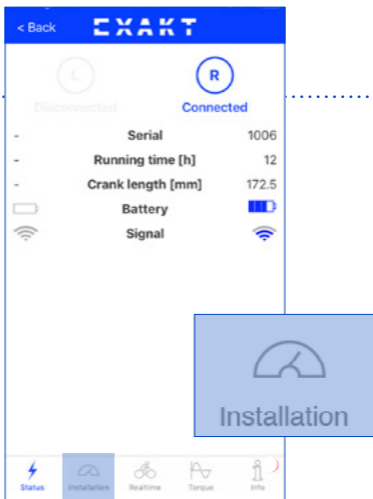 < Back EXAKT
L R
Disconnected Connected
- Serial 1006
- Running time [h] 12
- Crank length [mm] 172.5
Battery
Signal
Installation
Status Installation Realtime Torque Info